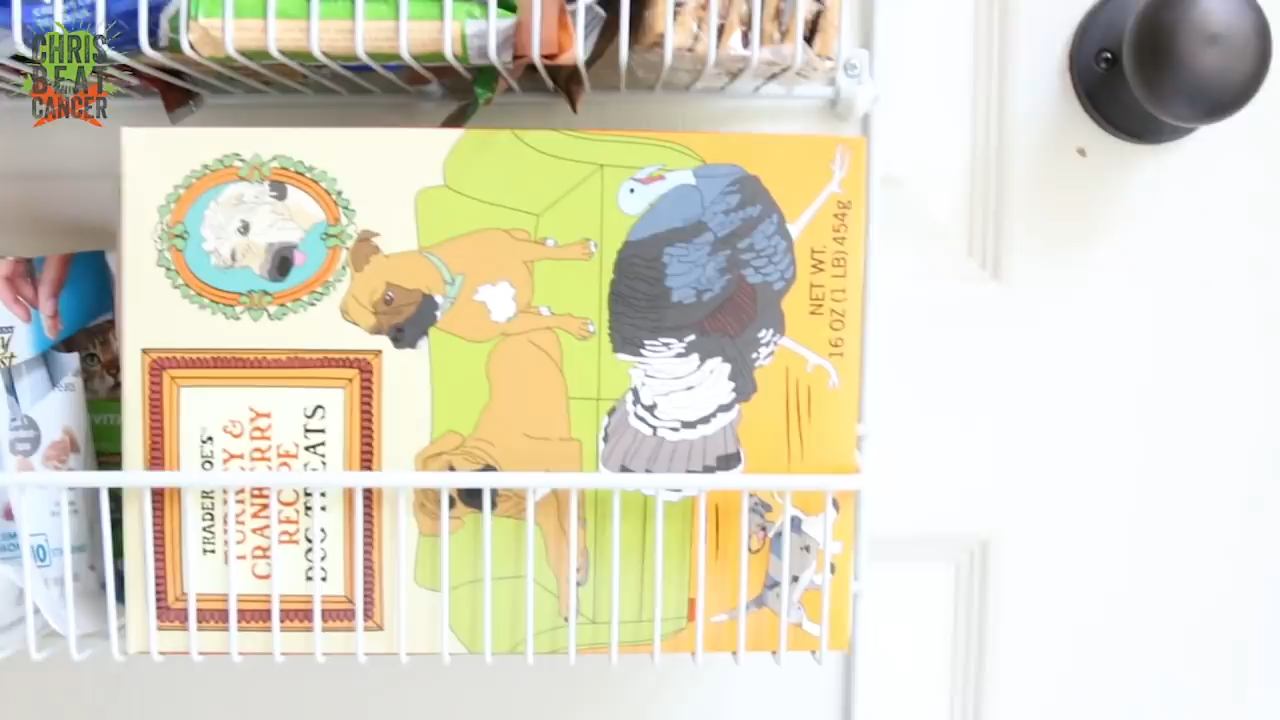 CHRIS
BEAT
CANCER
TRADER JOE'S
TURKEY &
CRANBERRY
RECIPE
DOG TREATS
NET WT.
16 OZ (1 LB) 454g